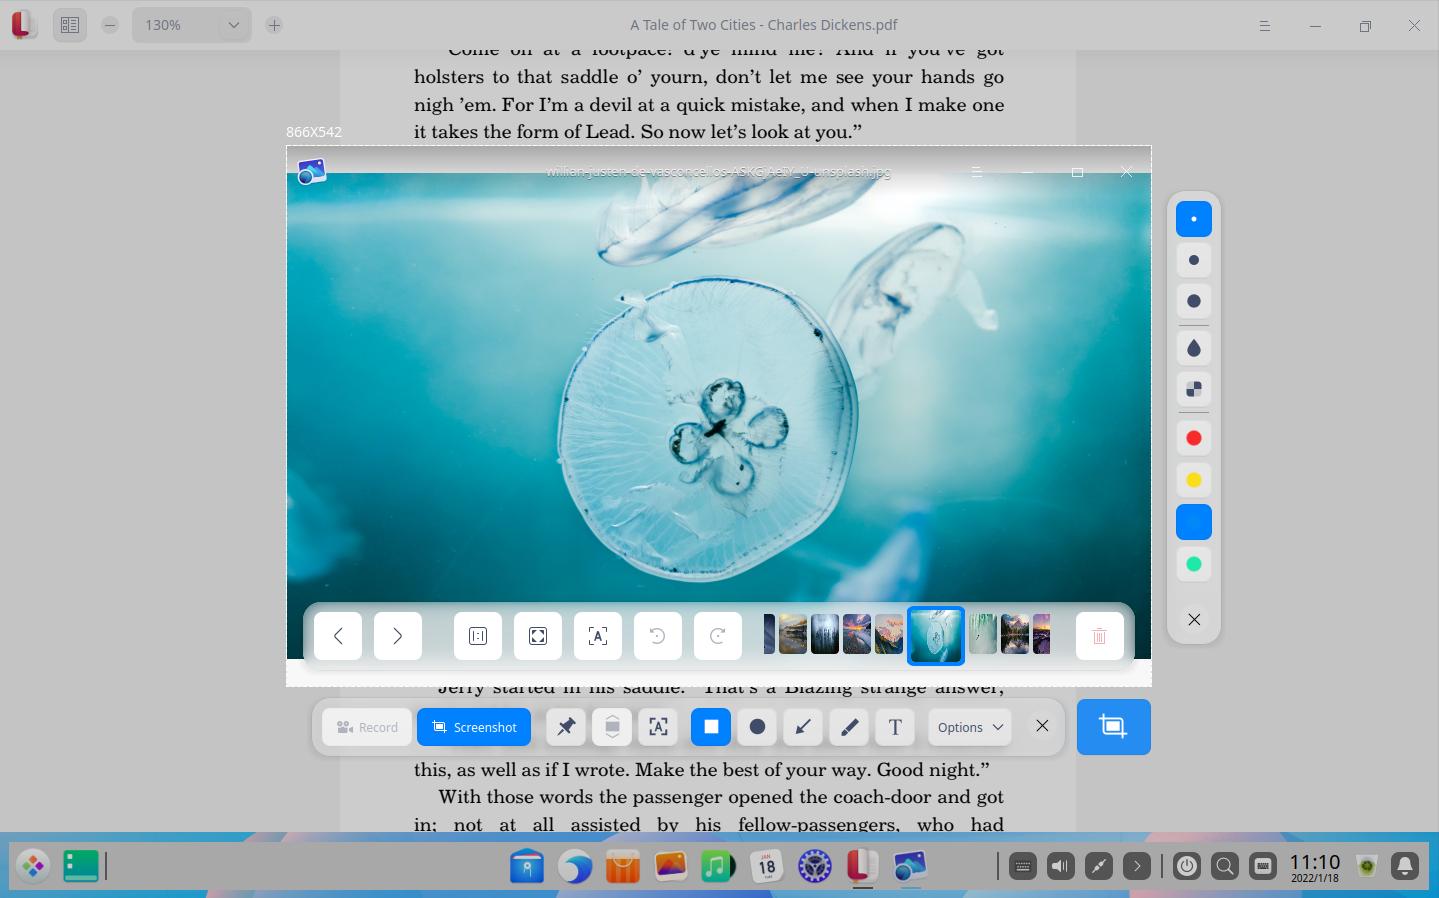 130%
A Tale of Two Cities - Charles Dickens.pdf
“Come on at a footpace! d’ye mind me? And if you’ve got
holsters to that saddle o’ yourn, don’t let me see your hands go
nigh ’em. For I’m a devil at a quick mistake, and when I make one
it takes the form of Lead. So now let’s look at you.”
866X542
willian-justen-de-vasconcellos-ASKG_AeIY_U-unsplash.jpg
1:1
A
Jerry started in his saddle. “That’s a Blazing strange answer,
Record
Screenshot
A
T
Options
this, as well as if I wrote. Make the best of your way. Good night.”
With those words the passenger opened the coach-door and got
in; not at all assisted by his fellow-passengers, who had
JAN
18
11:10
2022/1/18